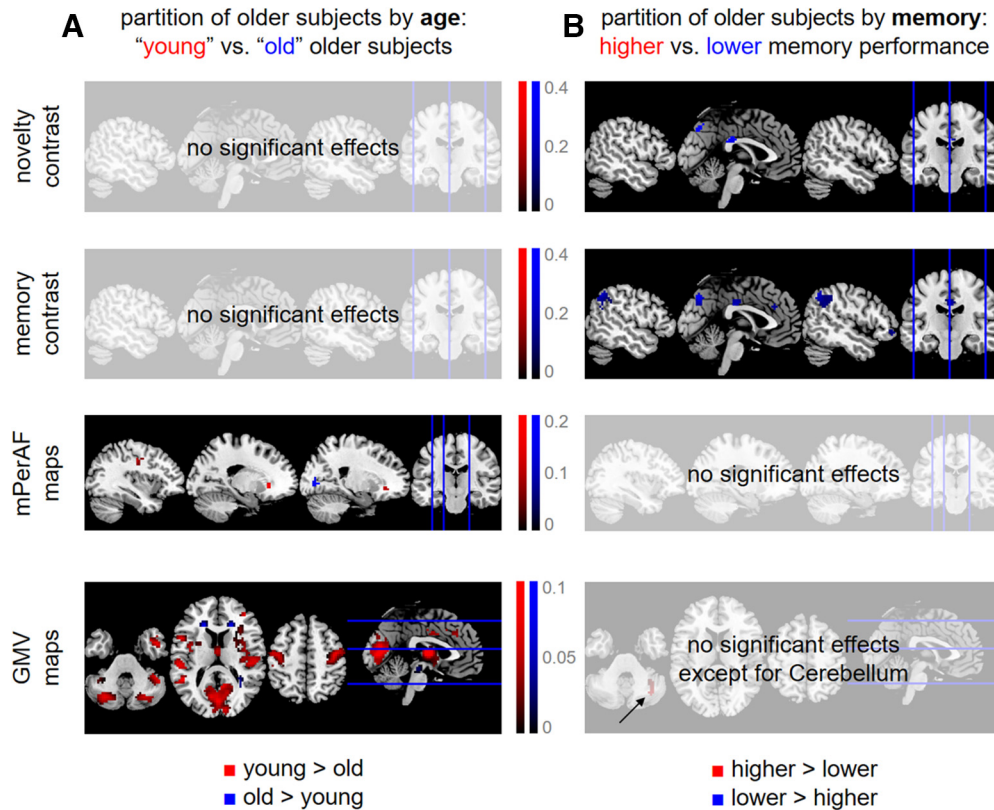 A
partition of older subjects by age:
“young” vs. “old” older subjects
B
partition of older subjects by memory:
higher vs. lower memory performance
novelty
contrast
no significant effects
0.4
0.2
0
memory
contrast
no significant effects
0.4
0.2
0
mPerAF
maps
0.2
0.1
0
no significant effects
GMV
maps
0.1
0.05
0
no significant effects
except for Cerebellum
young > old
old > young
higher > lower
lower > higher